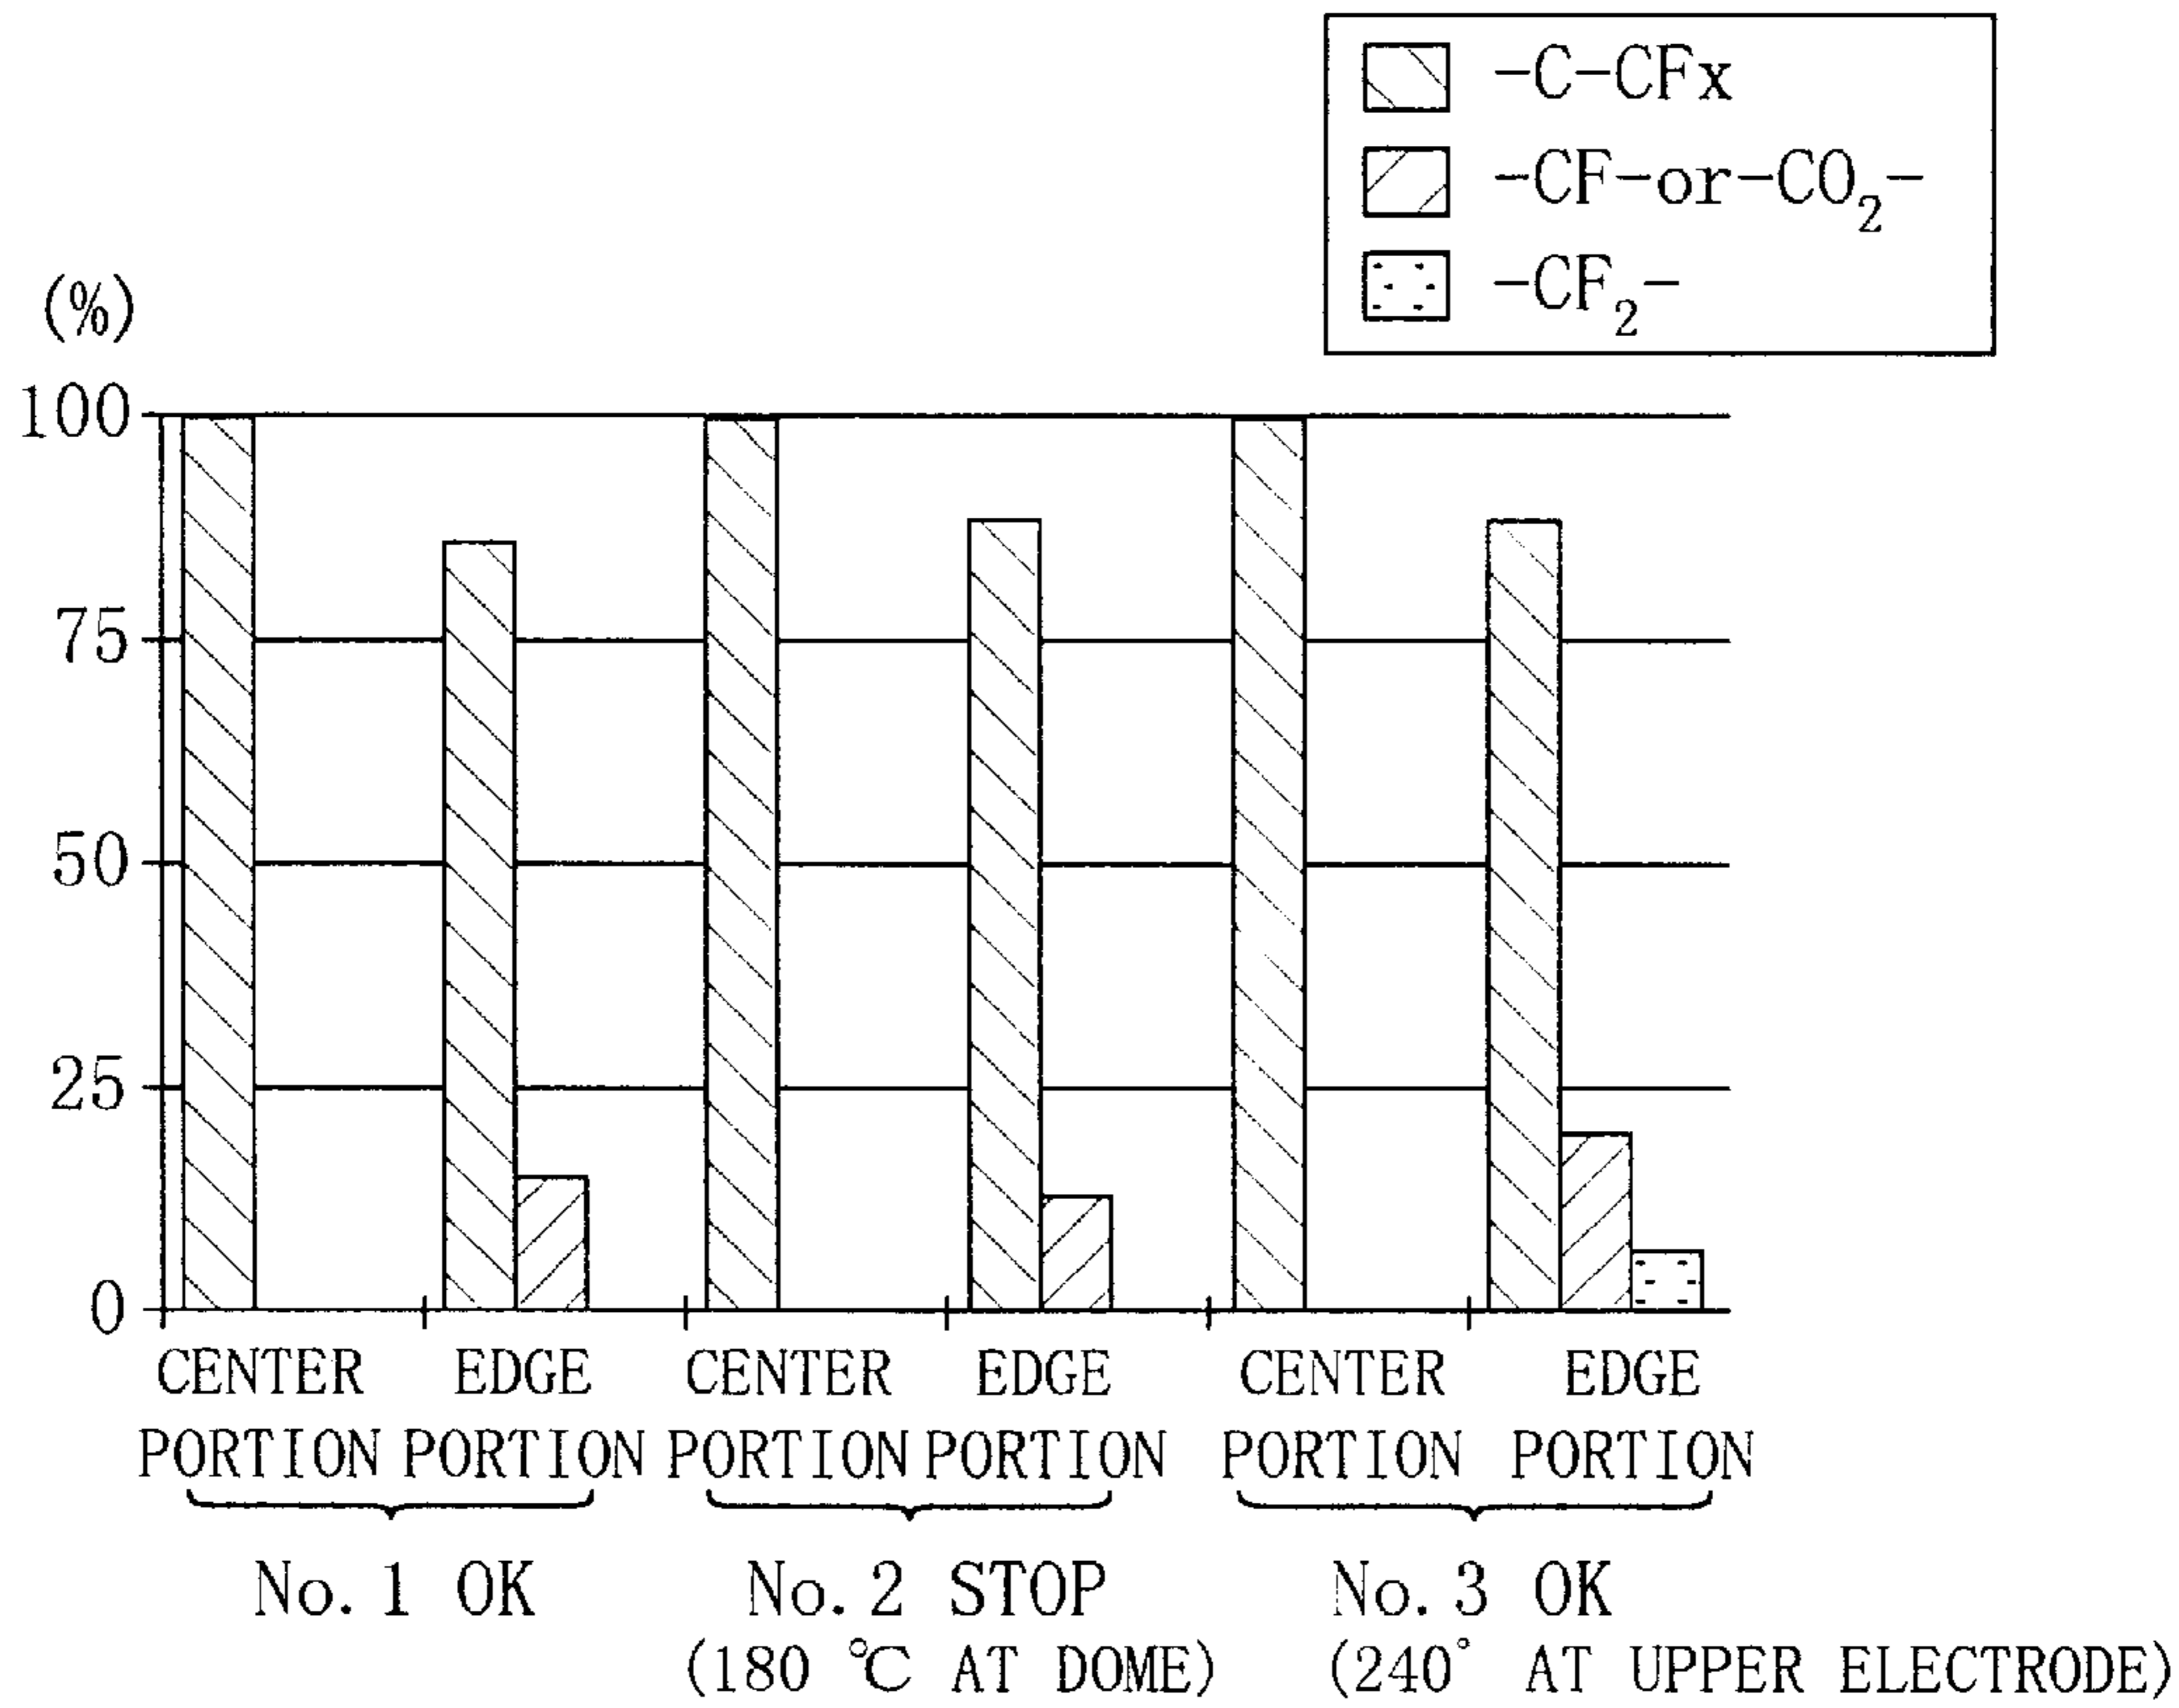 -C-CFx
-CF-or-CO₂-
-CF₂-
(%)
100
75
50
25
0
CENTER PORTION
EDGE PORTION
CENTER PORTION
EDGE PORTION
CENTER PORTION
EDGE PORTION
No. 1 OK
No. 2 STOP
(180 ℃ AT DOME)
No. 3 OK
(240° AT UPPER ELECTRODE)